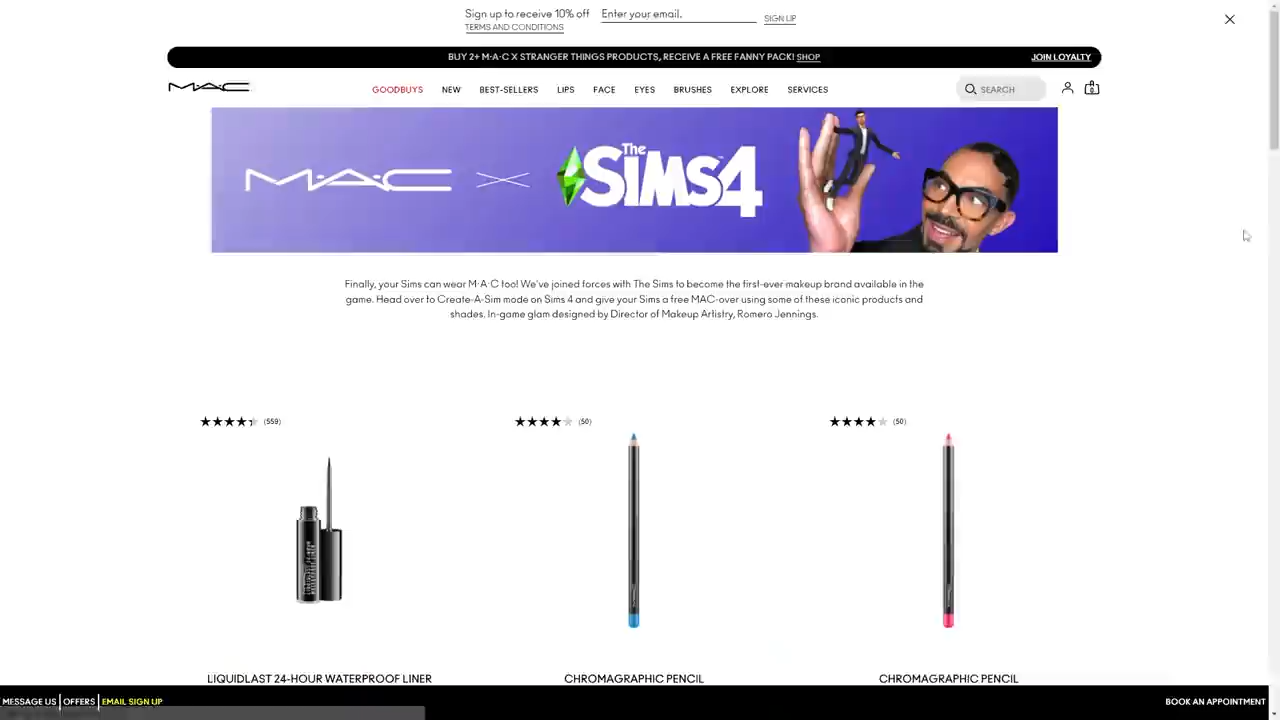 Sign up to receive 10% off Enter your email. SIGN UP
TERMS AND CONDITIONS
BUY 2+ M·A·C X STRANGER THINGS PRODUCTS, RECEIVE A FREE FANNY PACK! SHOP JOIN LOYALTY
M·A·C GOODBUYS NEW BEST-SELLERS LIPS FACE EYES BRUSHES EXPLORE SERVICES SEARCH 0
M·A·C The SIMS 4
Finally, your Sims can wear M·A·C too! We've joined forces with The Sims to become the first-ever makeup brand available in the
game. Head over to Create-A-Sim mode on Sims 4 and give your Sims a free MAC-over using some of these iconic products and
shades. In-game glam designed by Director of Makeup Artistry, Romero Jennings.
(559) (50) (50)
LIQUIDLAST 24-HOUR WATERPROOF LINER CHROMAGRAPHIC PENCIL CHROMAGRAPHIC PENCIL
MESSAGE US OFFERS EMAIL SIGN UP BOOK AN APPOINTMENT